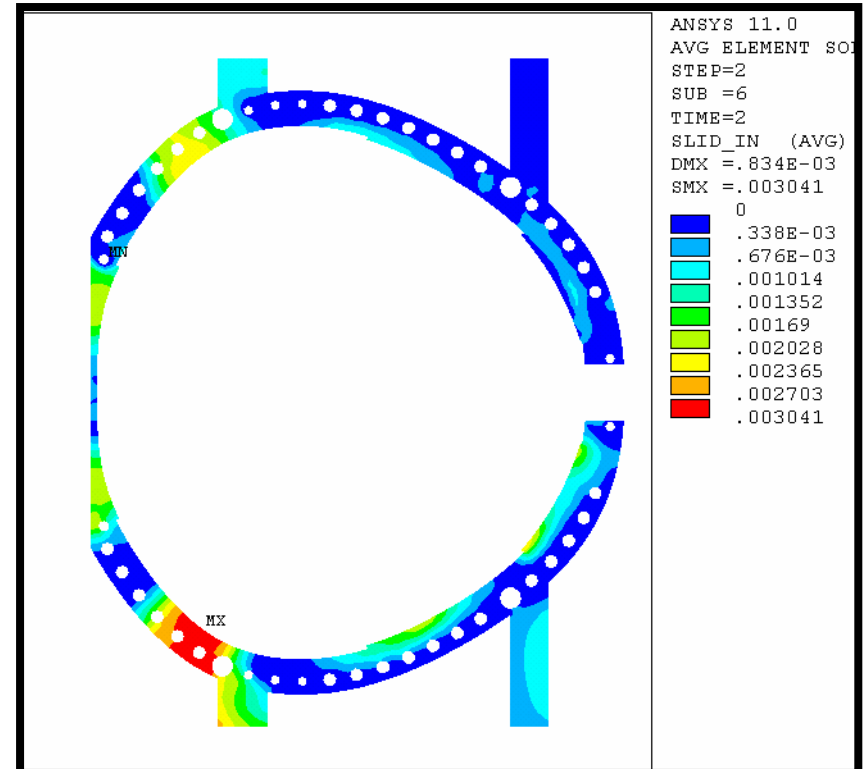 ANSYS 11.0
AVG ELEMENT SOL
STEP=2
SUB =6
TIME=2
SLID_IN (AVG)
DMX =.834E-03
SMX =.003041
0
.338E-03
.676E-03
.001014
.001352
.00169
.002028
.002365
.002703
.003041
MN
MX